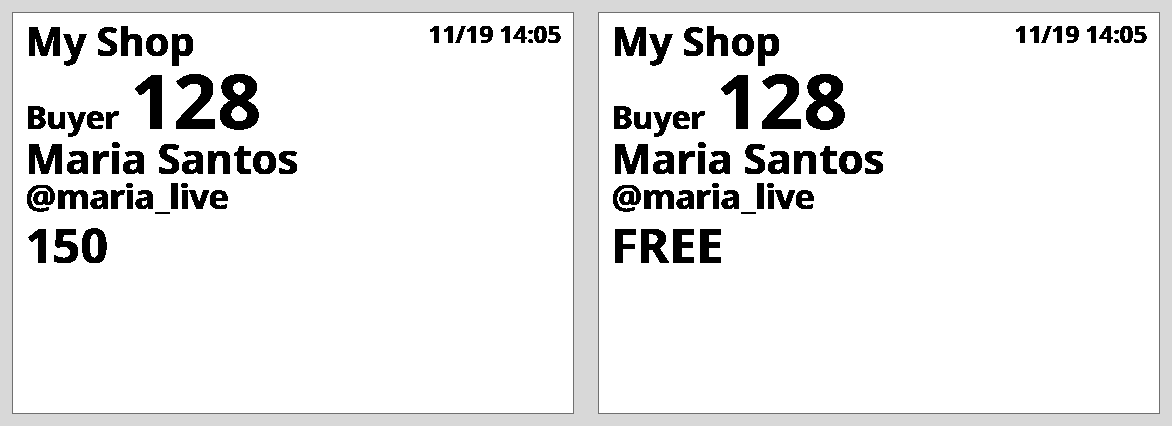 My Shop 11/19 14:05
Buyer 128
Maria Santos
@maria_live
150
My Shop 11/19 14:05
Buyer 128
Maria Santos
@maria_live
FREE